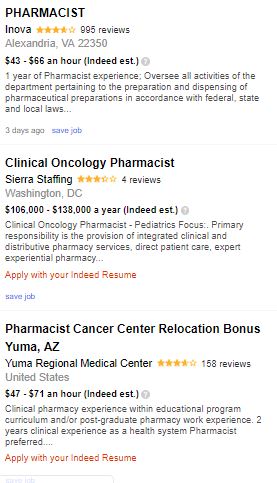 PHARMACIST
Inova 995 reviews
Alexandria, VA 22350
$43 - $66 an hour (Indeed est.) ?
1 year of Pharmacist experience; Oversee all activities of the
department pertaining to the preparation and dispensing of
pharmaceutical preparations in accordance with federal, state
and local laws...
3 days ago save job
Clinical Oncology Pharmacist
Sierra Staffing 4 reviews
Washington, DC
$106,000 - $138,000 a year (Indeed est.) ?
Clinical Oncology Pharmacist - Pediatrics Focus:. Primary
responsibility is the provision of integrated clinical and
distributive pharmacy services, direct patient care, expert
experiential pharmacy...
Apply with your Indeed Resume
save job
Pharmacist Cancer Center Relocation Bonus
Yuma, AZ
Yuma Regional Medical Center 158 reviews
United States
$47 - $71 an hour (Indeed est.) ?
Clinical pharmacy experience within educational program
curriculum and/or post-graduate pharmacy work experience. 2
years clinical experience as a health system Pharmacist
preferred....
Apply with your Indeed Resume
save job